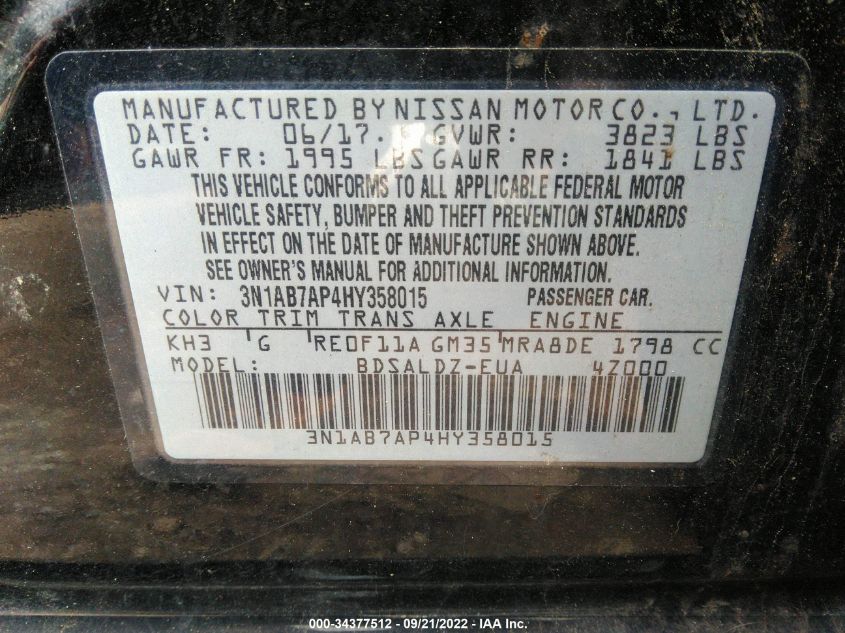 MANUFACTURED BY NISSAN MOTOR CO., LTD.
DATE: 06/17 GVWR: 3823 LBS
GAWR FR: 1995 LBS GAWR RR: 1841 LBS
THIS VEHICLE CONFORMS TO ALL APPLICABLE FEDERAL MOTOR
VEHICLE SAFETY, BUMPER AND THEFT PREVENTION STANDARDS
IN EFFECT ON THE DATE OF MANUFACTURE SHOWN ABOVE.
SEE OWNER'S MANUAL FOR ADDITIONAL INFORMATION.
VIN: 3N1AB7AP4HY358015 PASSENGER CAR.
COLOR TRIM TRANS AXLE ENGINE
KH3 G RE0F11A GM35 MRA8DE 1798 CC
MODEL: BDSALDZ-EUA 4Z000
3N1AB7AP4HY358015
000-34377512 - 09/21/2022 - IAA Inc.